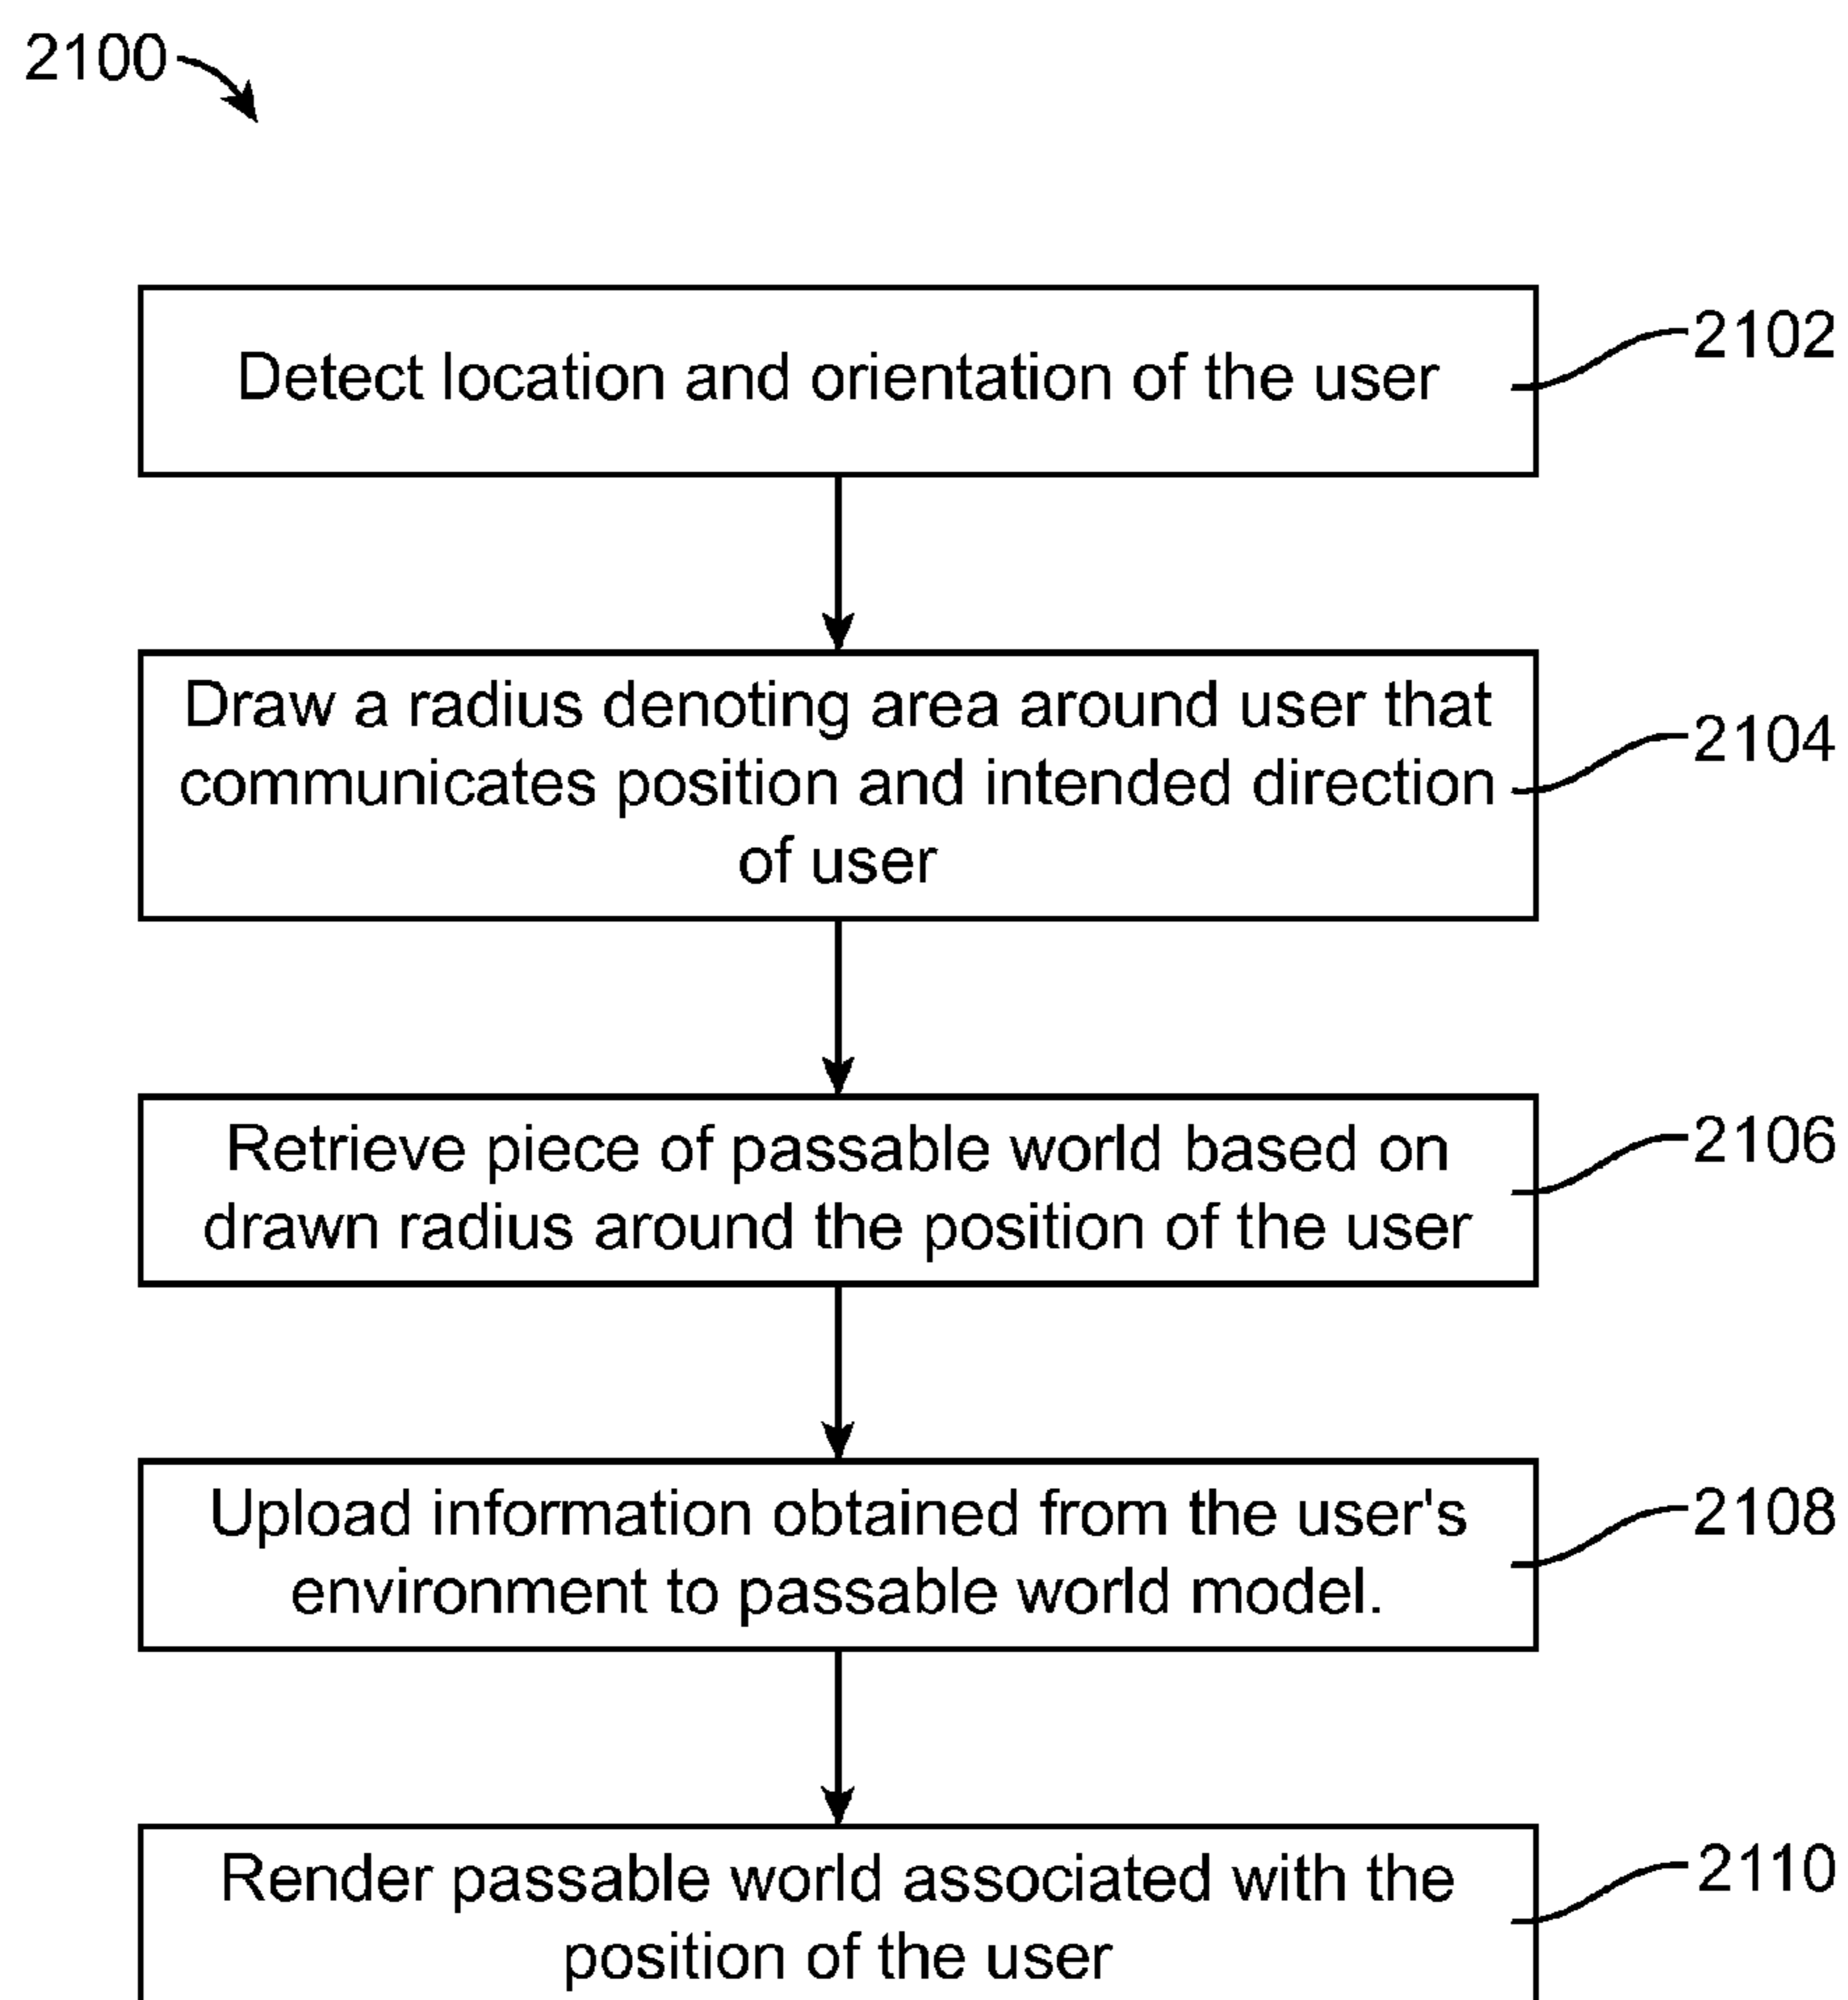 2100
Detect location and orientation of the user
2102
Draw a radius denoting area around user that
communicates position and intended direction
of user
2104
Retrieve piece of passable world based on
drawn radius around the position of the user
2106
Upload information obtained from the user's
environment to passable world model.
2108
Render passable world associated with the
position of the user
2110